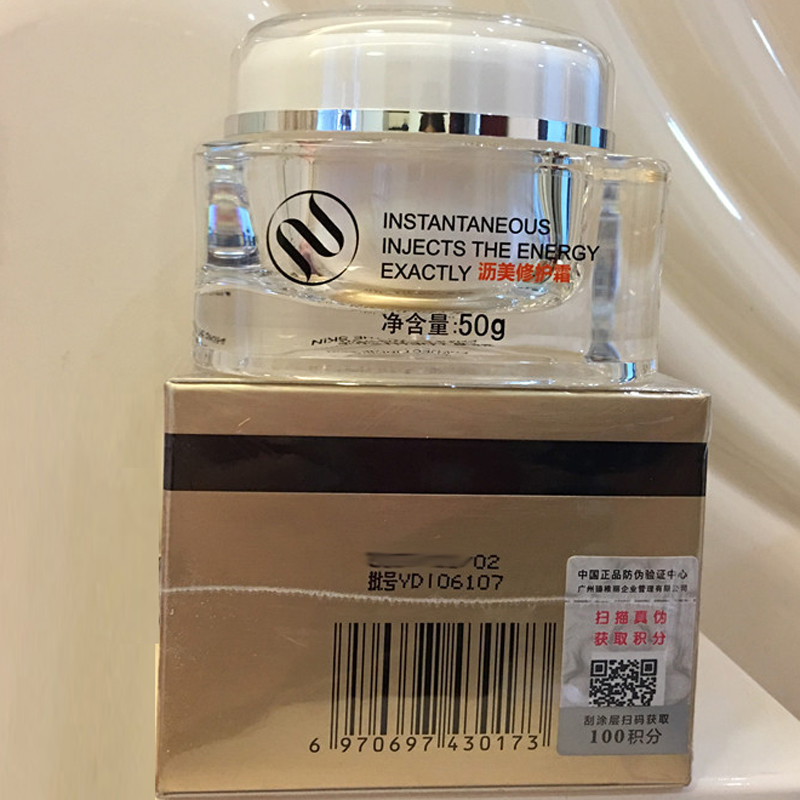 INSTANTANEOUS
INJECTS THE ENERGY
EXACTLY 沥美修护霜
净含量:50g
02
批号YDI06107
中国正品防伪验证中心
扫描真伪
获取积分
刮涂层扫码获取
100积分
6 970697 430173